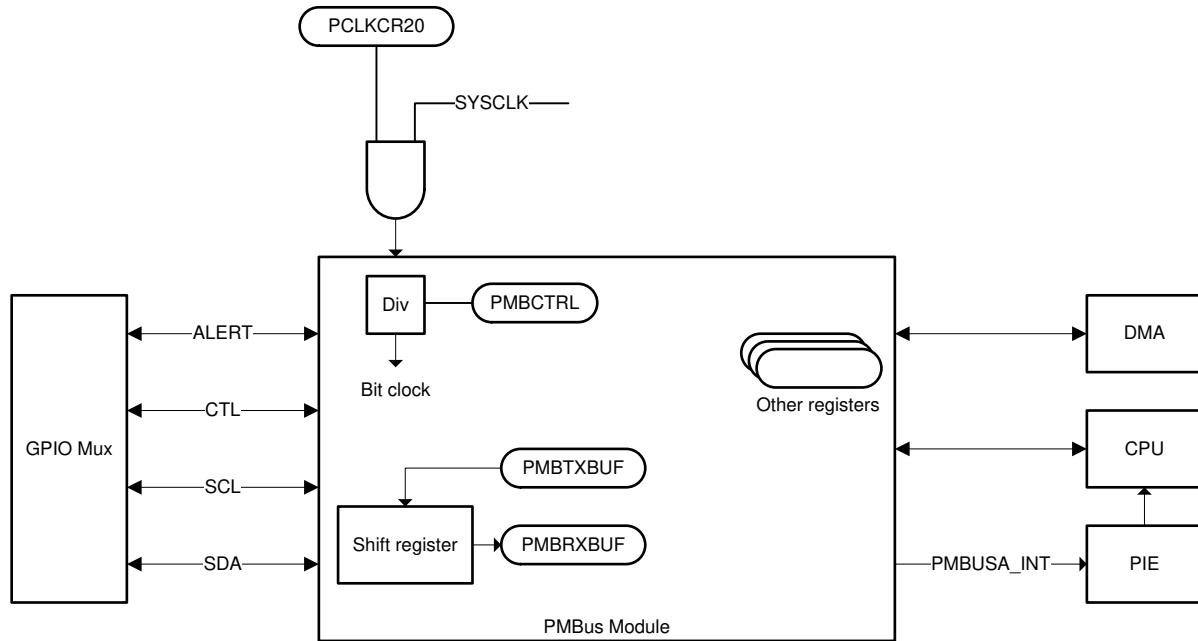 PCLKCR20
SYSCLK
Div
PMBCTRL
ALERT
DMA
Bit clock
Other registers
CTL
GPIO Mux
CPU
PMBTXBUF
SCL
Shift register
PMBRXBUF
SDA
PMBUSA_INT
PIE
PMBus Module